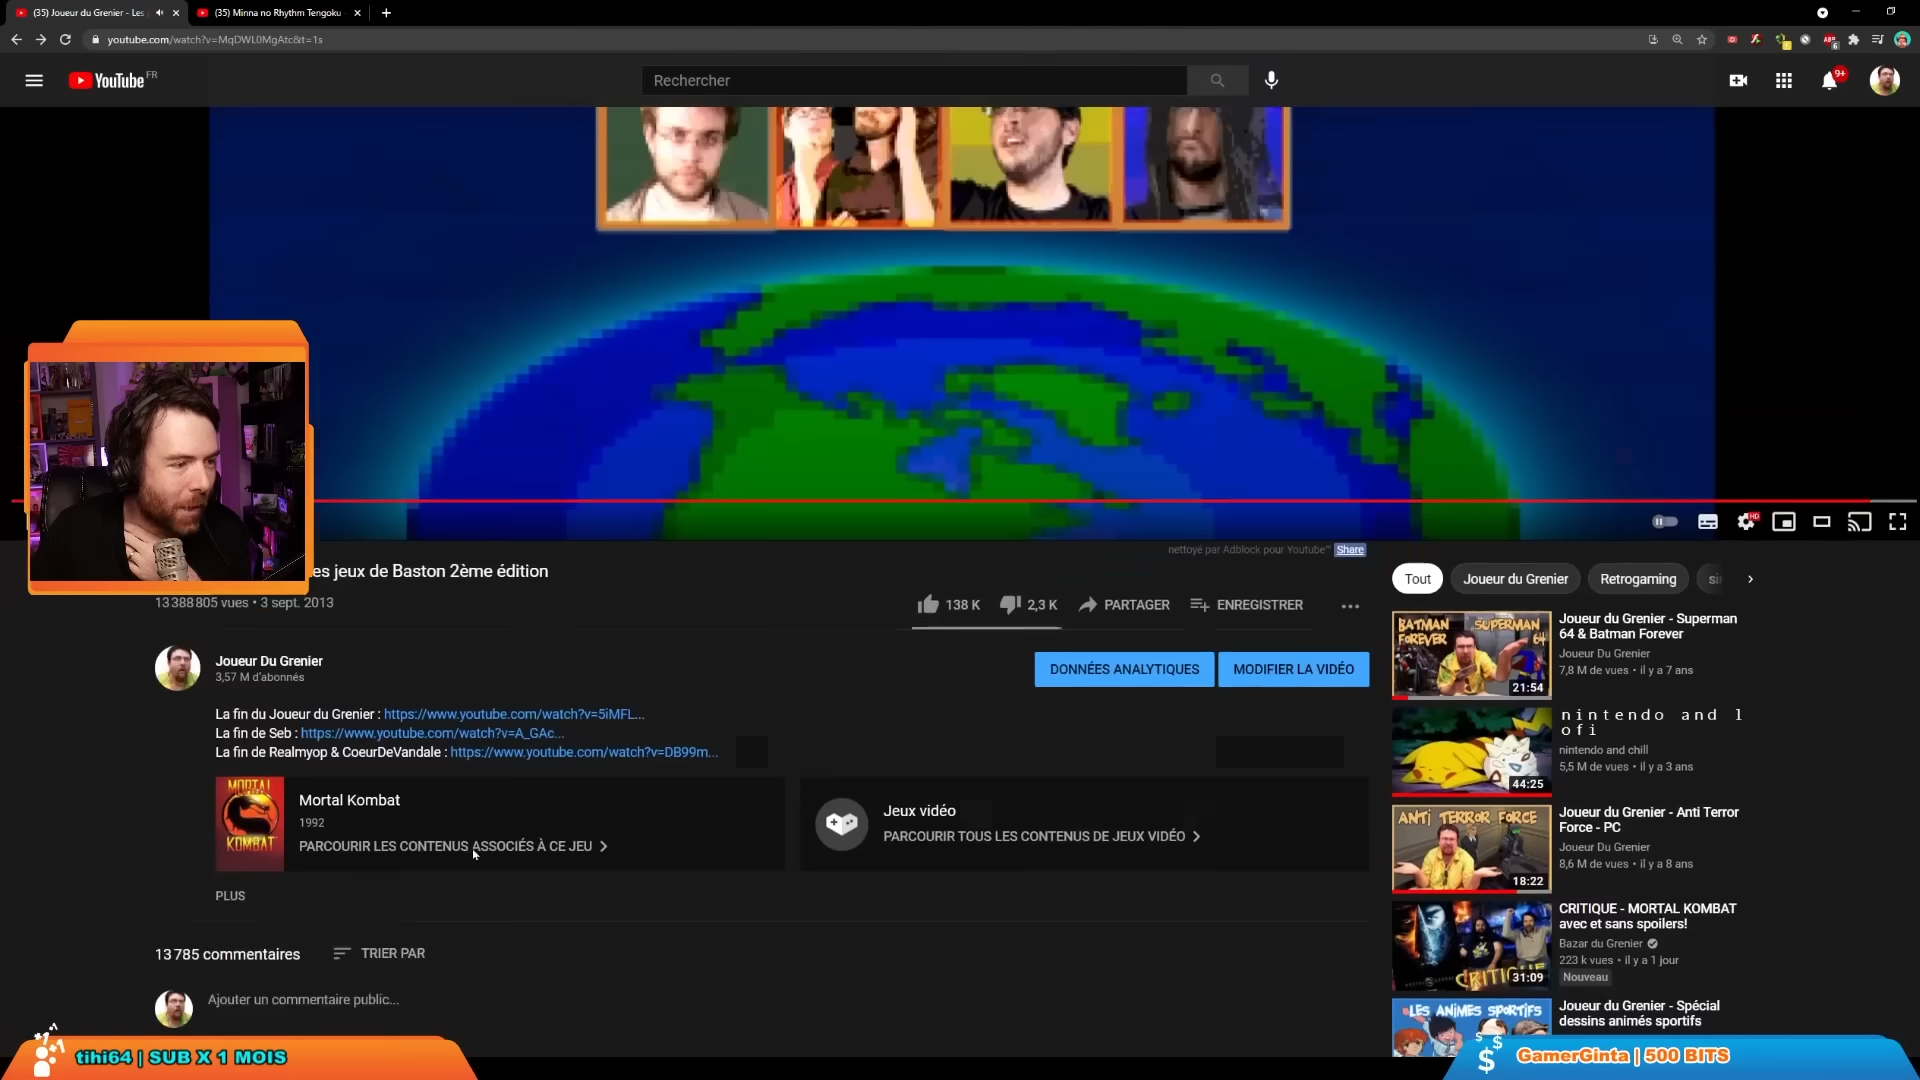 (35) Joueur du Grenier - Les
(35) Minna no Rhythm Tengoku
youtube.com/watch?v=MqDWL0MgAtc&t=1s
YouTube FR
Rechercher
9+
nettoyé par Adblock pour Youtube™ Share
es jeux de Baston 2ème édition
13 388 805 vues • 3 sept. 2013
138 K
2,3 K
PARTAGER
ENREGISTRER
Joueur Du Grenier
3,57 M d'abonnés
DONNÉES ANALYTIQUES
MODIFIER LA VIDÉO
La fin du Joueur du Grenier : https://www.youtube.com/watch?v=5iMFL...
La fin de Seb : https://www.youtube.com/watch?v=A_GAc...
La fin de Realmyop & CoeurDeVandale : https://www.youtube.com/watch?v=DB99m...
MORTAL
KOMBAT
Mortal Kombat
1992
PARCOURIR LES CONTENUS ASSOCIÉS À CE JEU
Jeux vidéo
PARCOURIR TOUS LES CONTENUS DE JEUX VIDÉO
PLUS
13 785 commentaires
TRIER PAR
Ajouter un commentaire public...
Tout
Joueur du Grenier
Retrogaming
BATMAN FOREVER
SUPERMAN 64
21:54
Joueur du Grenier - Superman
64 & Batman Forever
Joueur Du Grenier
7,8 M de vues • il y a 7 ans
44:25
nintendo and l
ofi
nintendo and chill
5,5 M de vues • il y a 3 ans
ANTI TERROR FORCE
18:22
Joueur du Grenier - Anti Terror
Force - PC
Joueur Du Grenier
8,6 M de vues • il y a 8 ans
CRITIQUE
31:09
CRITIQUE - MORTAL KOMBAT
avec et sans spoilers!
Bazar du Grenier
223 k vues • il y a 1 jour
Nouveau
LES ANIMES SPORTIFS
Joueur du Grenier - Spécial
dessins animés sportifs
tihi64 | SUB X 1 MOIS
GamerGinta | 500 BITS